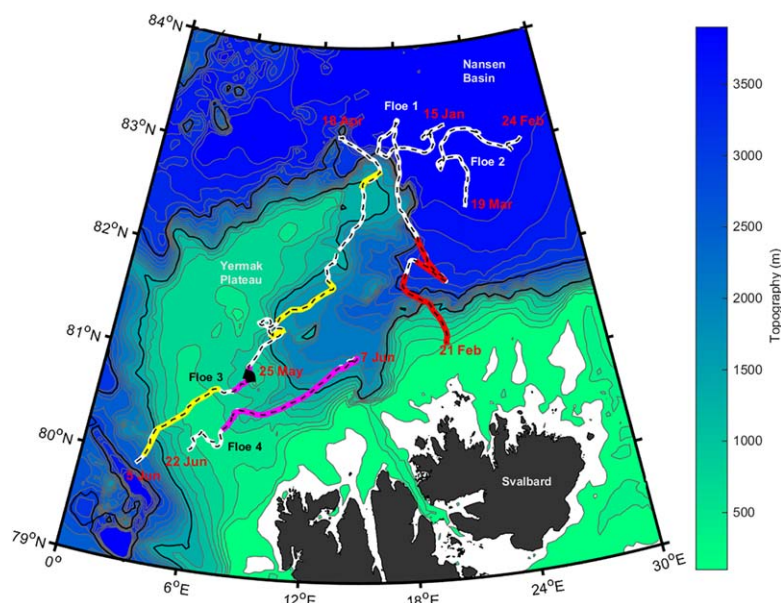 84°N
Nansen
Basin
3500
Floe 1
15 Jan
24 Feb
18 Apr
83°N
Floe 2
3000
19 Mar
82°N
2500
Yermak
Plateau
Topography (m)
2000
81°N
7 Jun
21 Feb
25 May
Floe 3
1500
80°N
Floe 4
22 Jun
5 Jun
1000
Svalbard
500
79°N
0°
6°E
12°E
18°E
24°E
30°E